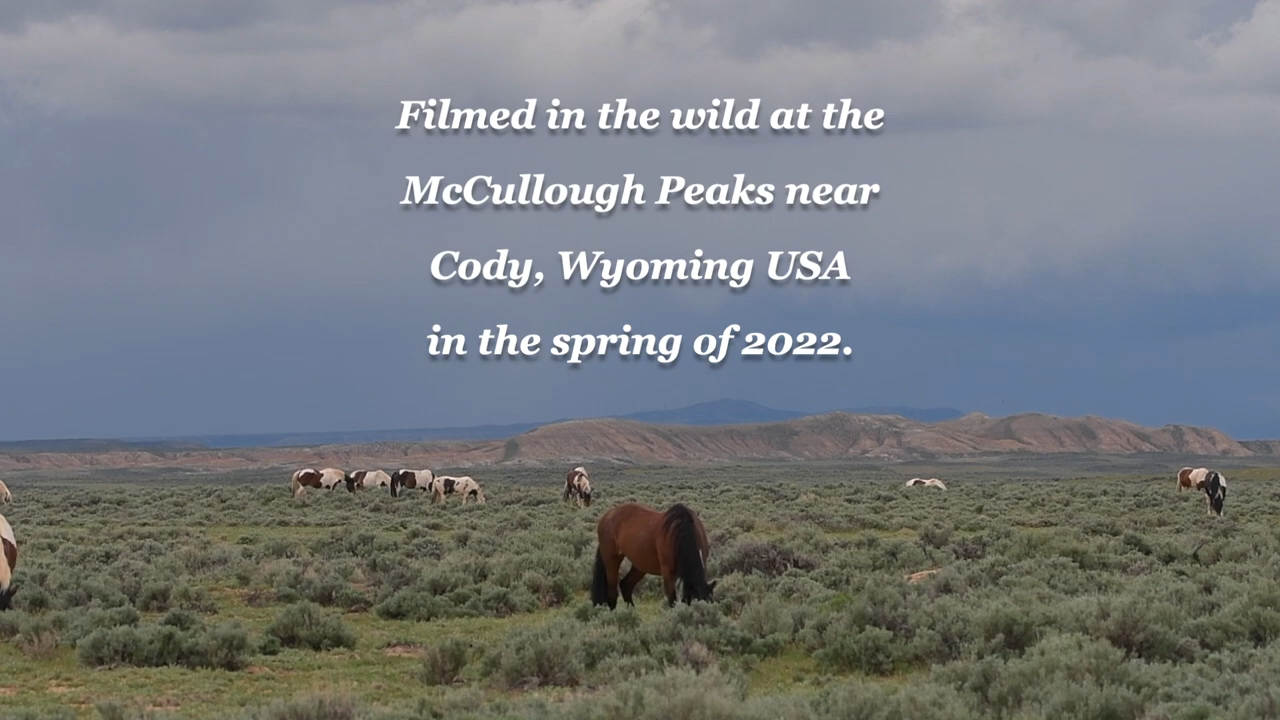 Filmed in the wild at the
McCullough Peaks near
Cody, Wyoming USA
in the spring of 2022.